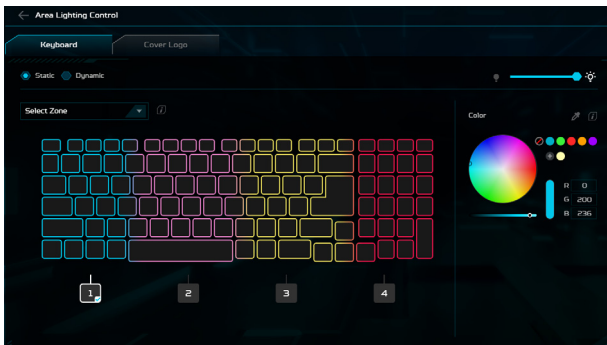 Area Lighting Control
Keyboard
Cover Logo
Static
Dynamic
Select Zone
Color
R 0
G 200
B 236
1
2
3
4